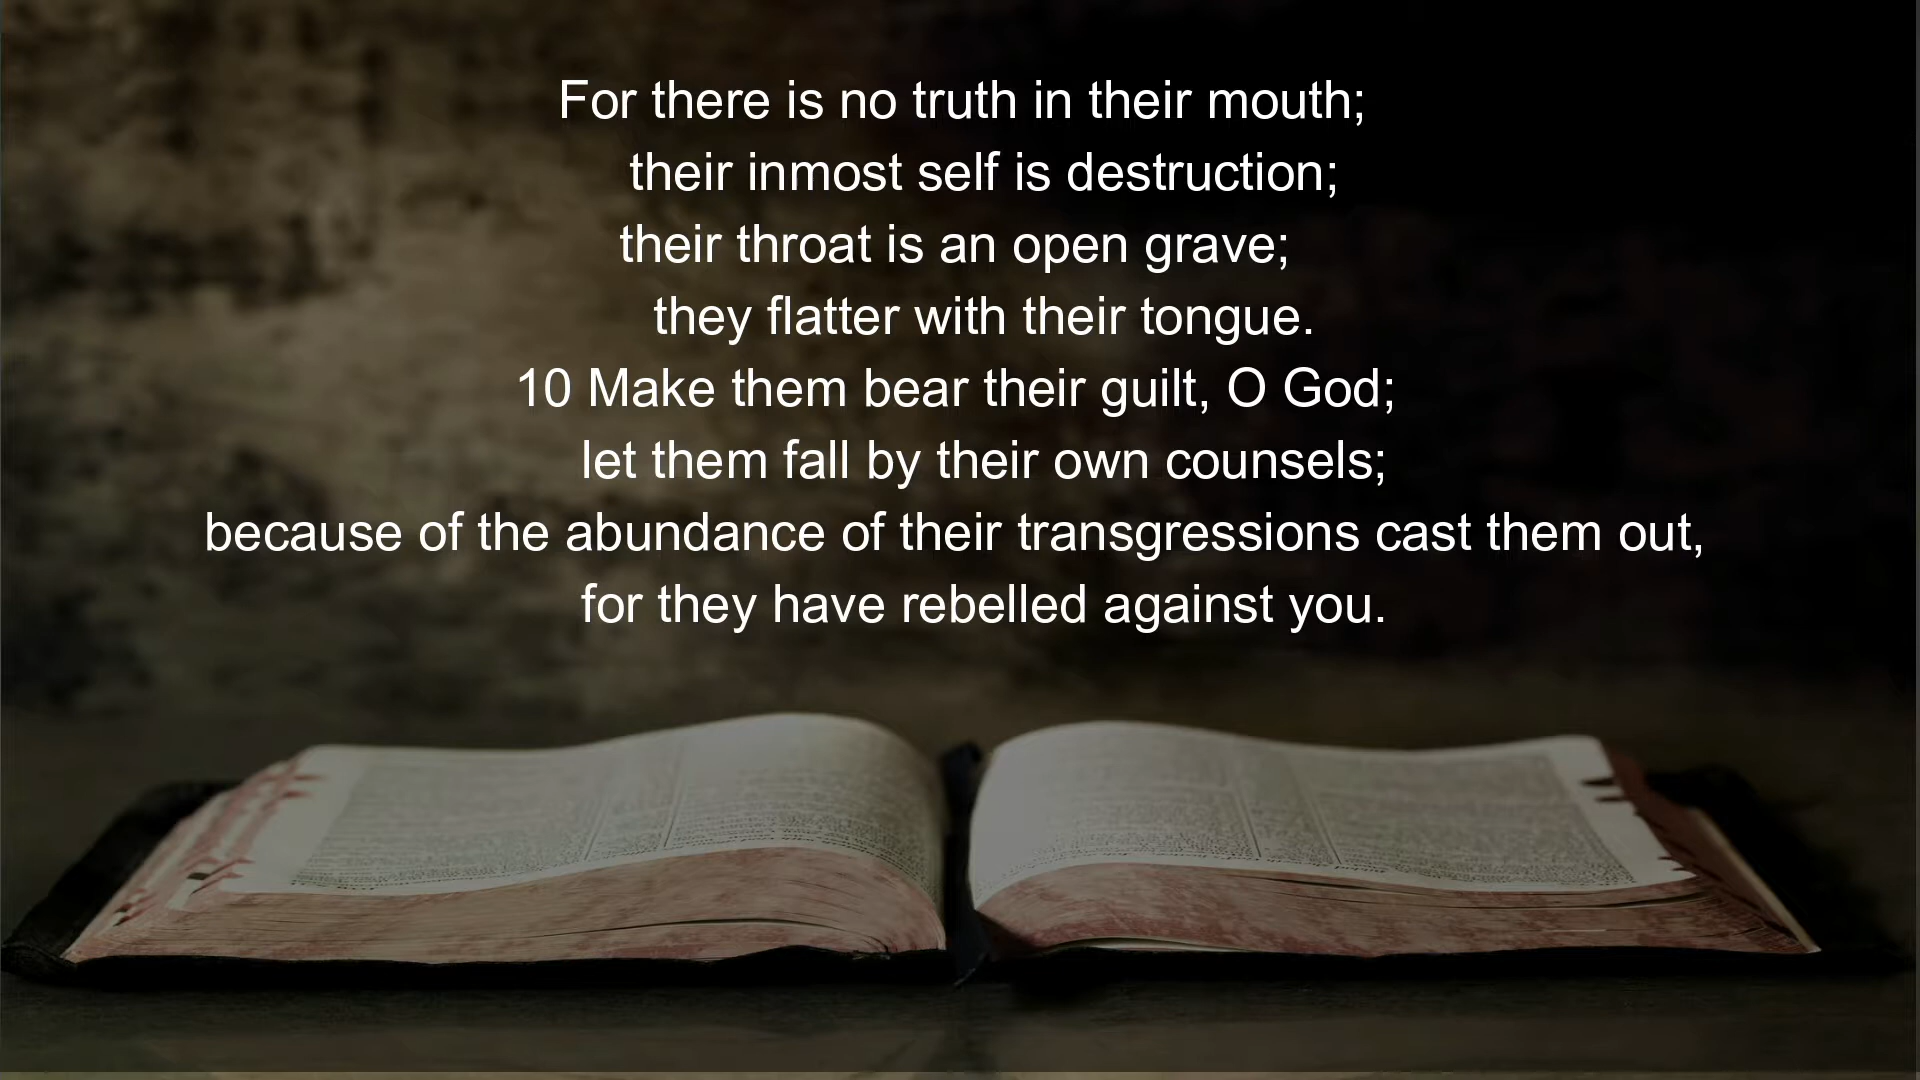 For there is no truth in their mouth;
their inmost self is destruction;
their throat is an open grave;
they flatter with their tongue.
10 Make them bear their guilt, O God;
let them fall by their own counsels;
because of the abundance of their transgressions cast them out,
for they have rebelled against you.